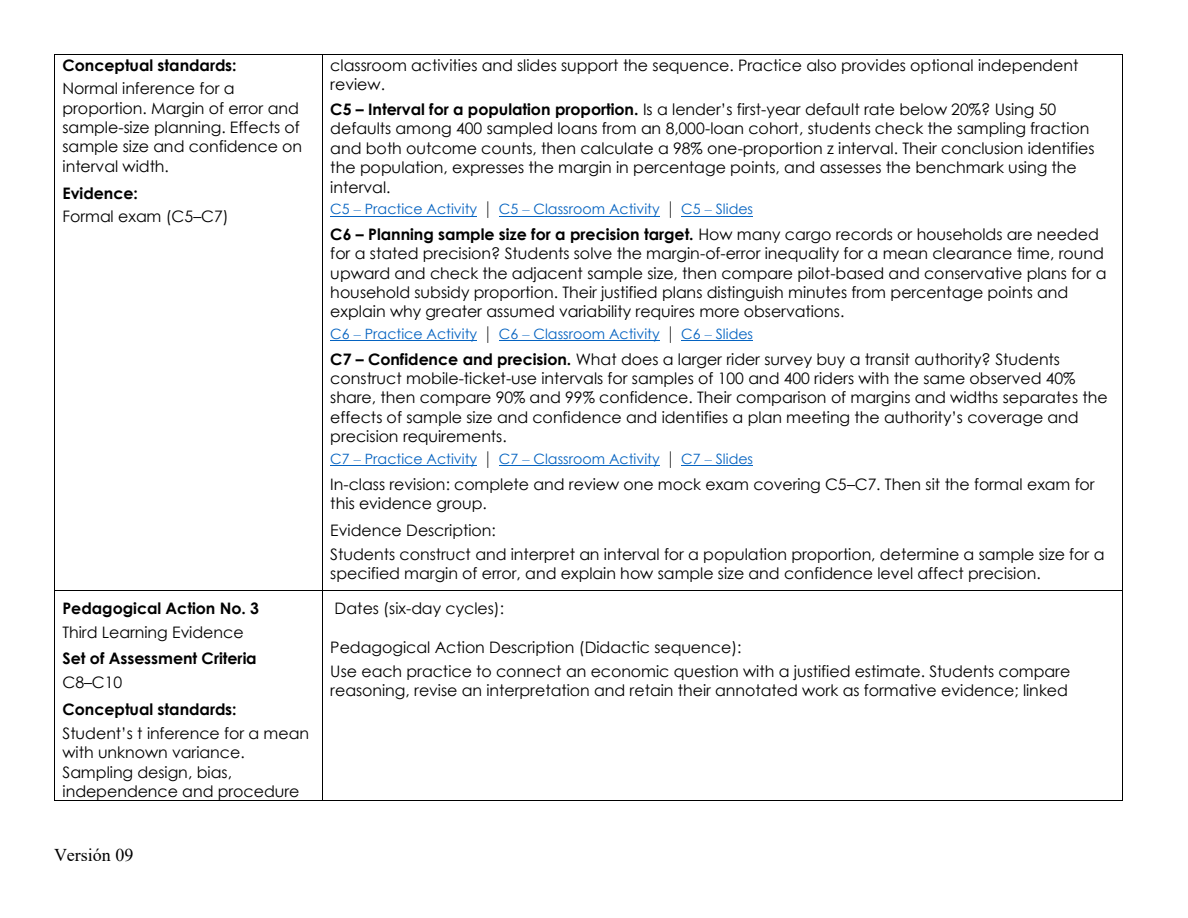 Conceptual standards:
Normal inference for a
proportion. Margin of error and
sample-size planning. Effects of
sample size and confidence on
interval width.
Evidence:
Formal exam (C5–C7)
classroom activities and slides support the sequence. Practice also provides optional independent
review.
C5 – Interval for a population proportion. Is a lender’s first-year default rate below 20%? Using 50
defaults among 400 sampled loans from an 8,000-loan cohort, students check the sampling fraction
and both outcome counts, then calculate a 98% one-proportion z interval. Their conclusion identifies
the population, expresses the margin in percentage points, and assesses the benchmark using the
interval.
C5 – Practice Activity | C5 – Classroom Activity | C5 – Slides
C6 – Planning sample size for a precision target. How many cargo records or households are needed
for a stated precision? Students solve the margin-of-error inequality for a mean clearance time, round
upward and check the adjacent sample size, then compare pilot-based and conservative plans for a
household subsidy proportion. Their justified plans distinguish minutes from percentage points and
explain why greater assumed variability requires more observations.
C6 – Practice Activity | C6 – Classroom Activity | C6 – Slides
C7 – Confidence and precision. What does a larger rider survey buy a transit authority? Students
construct mobile-ticket-use intervals for samples of 100 and 400 riders with the same observed 40%
share, then compare 90% and 99% confidence. Their comparison of margins and widths separates the
effects of sample size and confidence and identifies a plan meeting the authority’s coverage and
precision requirements.
C7 – Practice Activity | C7 – Classroom Activity | C7 – Slides
In-class revision: complete and review one mock exam covering C5–C7. Then sit the formal exam for
this evidence group.
Evidence Description:
Students construct and interpret an interval for a population proportion, determine a sample size for a
specified margin of error, and explain how sample size and confidence level affect precision.
Pedagogical Action No. 3
Third Learning Evidence
Set of Assessment Criteria
C8–C10
Conceptual standards:
Student’s t inference for a mean
with unknown variance.
Sampling design, bias,
independence and procedure
Dates (six-day cycles):
Pedagogical Action Description (Didactic sequence):
Use each practice to connect an economic question with a justified estimate. Students compare
reasoning, revise an interpretation and retain their annotated work as formative evidence; linked
Versión 09